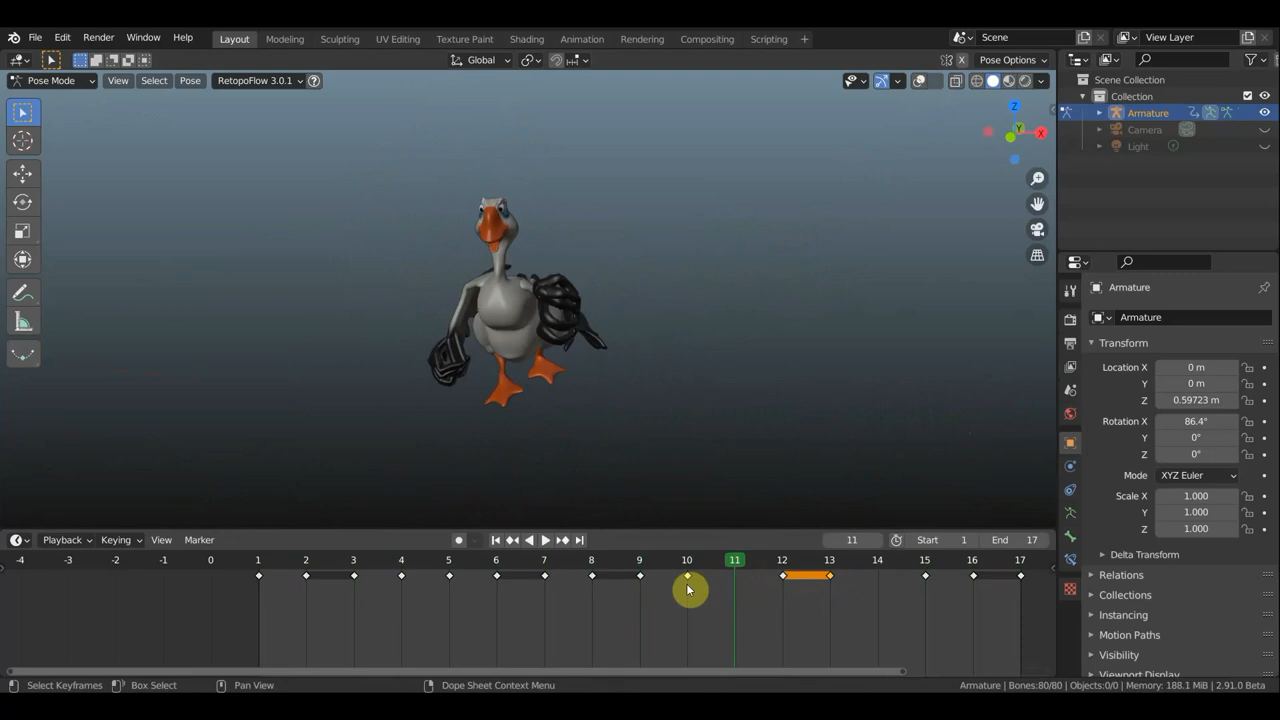 File Edit Render Window Help Layout Modeling Sculpting UV Editing Texture Paint Shading Animation Rendering Compositing Scripting + Scene View Layer
Global Pose Options
Pose Mode View Select Pose RetopoFlow 3.0.1 ?
Scene Collection
Collection
Armature
Camera
Light
Z
Y
X
Armature
Armature
Transform
Location X 0 m
Y 0 m
Z 0.59723 m
Rotation X 86.4°
Y 0°
Z 0°
Mode XYZ Euler
Scale X 1.000
Y 1.000
Z 1.000
Delta Transform
Relations
Collections
Instancing
Motion Paths
Visibility
Viewport Display
Playback Keying View Marker 11 Start 1 End 17
-4 -3 -2 -1 0 1 2 3 4 5 6 7 8 9 10 11 12 13 14 15 16 17
Select Keyframes Box Select Pan View Dope Sheet Context Menu Armature | Bones:80/80 | Objects:0/0 | Memory: 188.1 MiB | 2.91.0 Beta